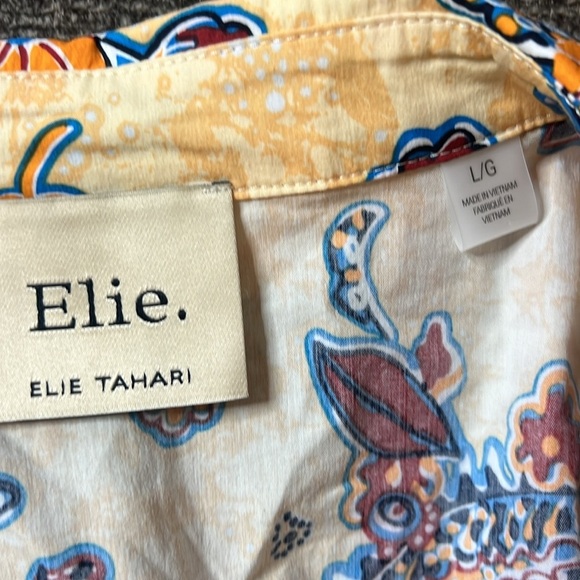 Elie.
ELIE TAHARI
L/G
MADE IN VIETNAM
FABRIQUÉ EN
VIETNAM